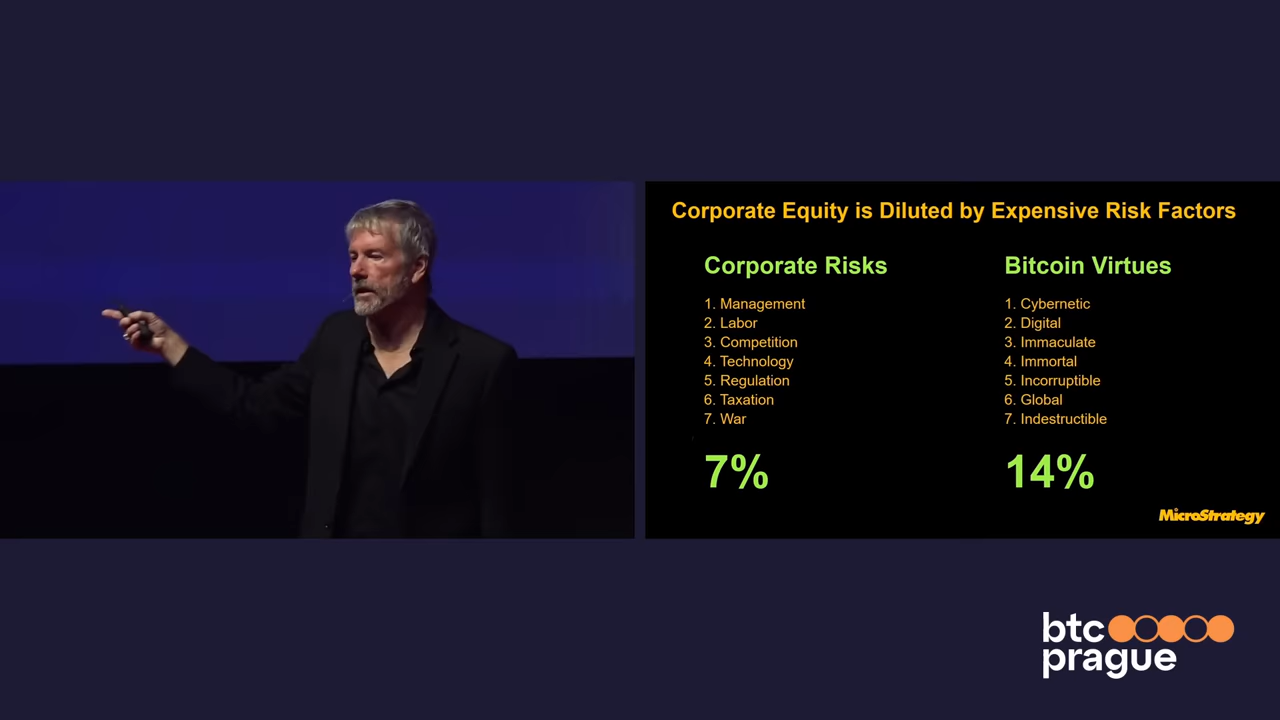 Corporate Equity is Diluted by Expensive Risk Factors
Corporate Risks
1. Management
2. Labor
3. Competition
4. Technology
5. Regulation
6. Taxation
7. War
7%
Bitcoin Virtues
1. Cybernetic
2. Digital
3. Immaculate
4. Immortal
5. Incorruptible
6. Global
7. Indestructible
14%
MicroStrategy
btc
prague